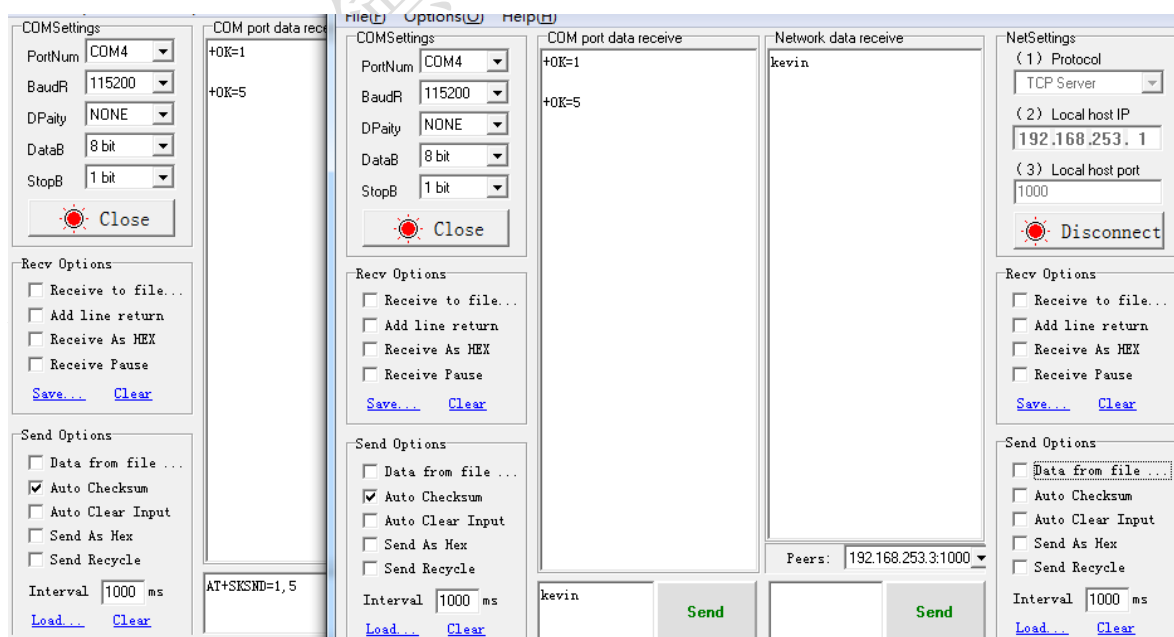 COMSettings
PortNum COM4
BaudR 115200
DPaity NONE
DataB 8 bit
StopB 1 bit
Close
Recv Options
Receive to file...
Add line return
Receive As HEX
Receive Pause
Save... Clear
Send Options
Data from file ...
Auto Checksum
Auto Clear Input
Send As Hex
Send Recycle
Interval 1000 ms
Load... Clear
COM port data rece
+OK=1
+OK=5
AT+SKSND=1,5
File(F) Options(O) Help(H)
COMSettings
PortNum COM4
BaudR 115200
DPaity NONE
DataB 8 bit
StopB 1 bit
Close
Recv Options
Receive to file...
Add line return
Receive As HEX
Receive Pause
Save... Clear
Send Options
Data from file ...
Auto Checksum
Auto Clear Input
Send As Hex
Send Recycle
Interval 1000 ms
Load... Clear
COM port data receive
+OK=1
+OK=5
kevin
Send
Network data receive
kevin
Peers: 192.168.253.3:1000
Send
NetSettings
(1) Protocol
TCP Server
(2) Local host IP
192.168.253. 1
(3) Local host port
1000
Disconnect
Recv Options
Receive to file...
Add line return
Receive As HEX
Receive Pause
Save... Clear
Send Options
Data from file ...
Auto Checksum
Auto Clear Input
Send As Hex
Send Recycle
Interval 1000 ms
Load... Clear